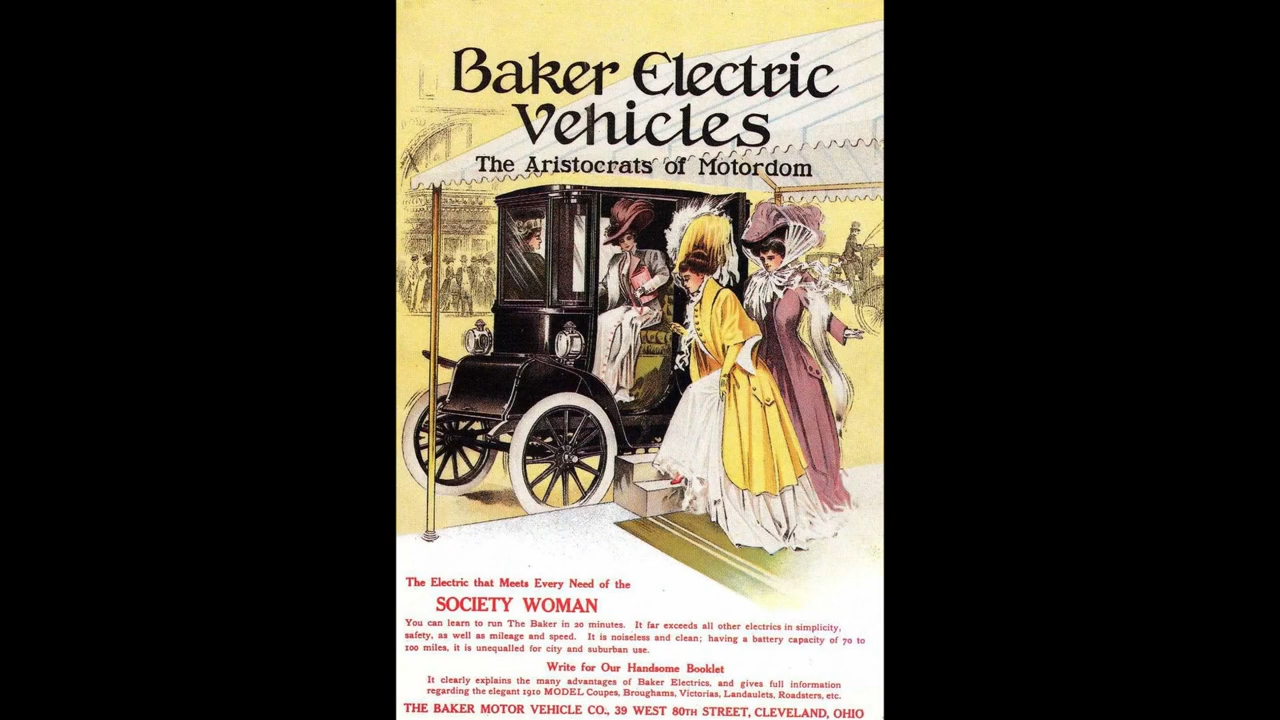 Baker Electric
Vehicles
The Aristocrats of Motordom
The Electric that Meets Every Need of the
SOCIETY WOMAN
You can learn to run The Baker in 20 minutes. It far exceeds all other electrics in simplicity,
safety, as well as mileage and speed. It is noiseless and clean; having a battery capacity of 70 to
100 miles, it is unequalled for city and suburban use.
Write for Our Handsome Booklet
It clearly explains the many advantages of Baker Electrics, and gives full information
regarding the elegant 1910 MODEL Coupes, Broughams, Victorias, Landaulets, Roadsters, etc.
THE BAKER MOTOR VEHICLE CO., 39 WEST 80TH STREET, CLEVELAND, OHIO